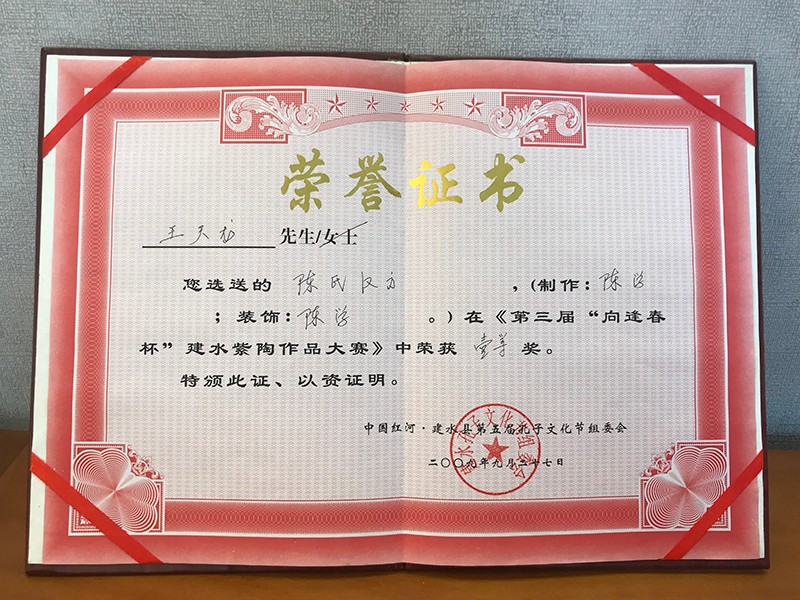 荣誉证书
王天龙 先生/女士
您选送的 陈氏汉方 ,(制作:陈学
;装饰:陈学 。)在《第三届“向逢春
杯”建水紫陶作品大赛》中荣获 壹等 奖。
特颁此证、以资证明。
中国红河·建水县第五届孔子文化节组委会
二〇〇九年九月二十七日